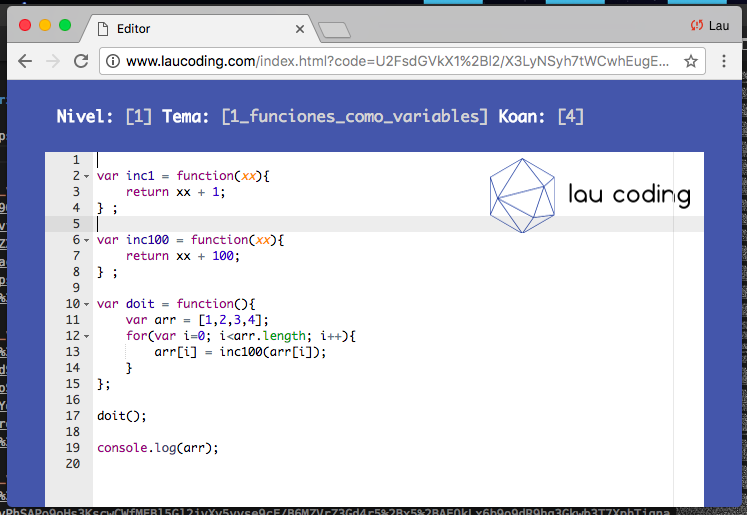 Editor
Lau
www.laucoding.com/index.html?code=U2FsdGVkX1%2Bl2/X3LyNSyh7tWCwhEugE...
Nivel: [1] Tema: [1_funciones_como_variables] Koan: [4]
lau coding
1
2 var inc1 = function(xx){
3 return xx + 1;
4 } ;
5
6 var inc100 = function(xx){
7 return xx + 100;
8 } ;
9
10 var doit = function(){
11 var arr = [1,2,3,4];
12 for(var i=0; i<arr.length; i++){
13 arr[i] = inc100(arr[i]);
14 }
15 };
16
17 doit();
18
19 console.log(arr);
20